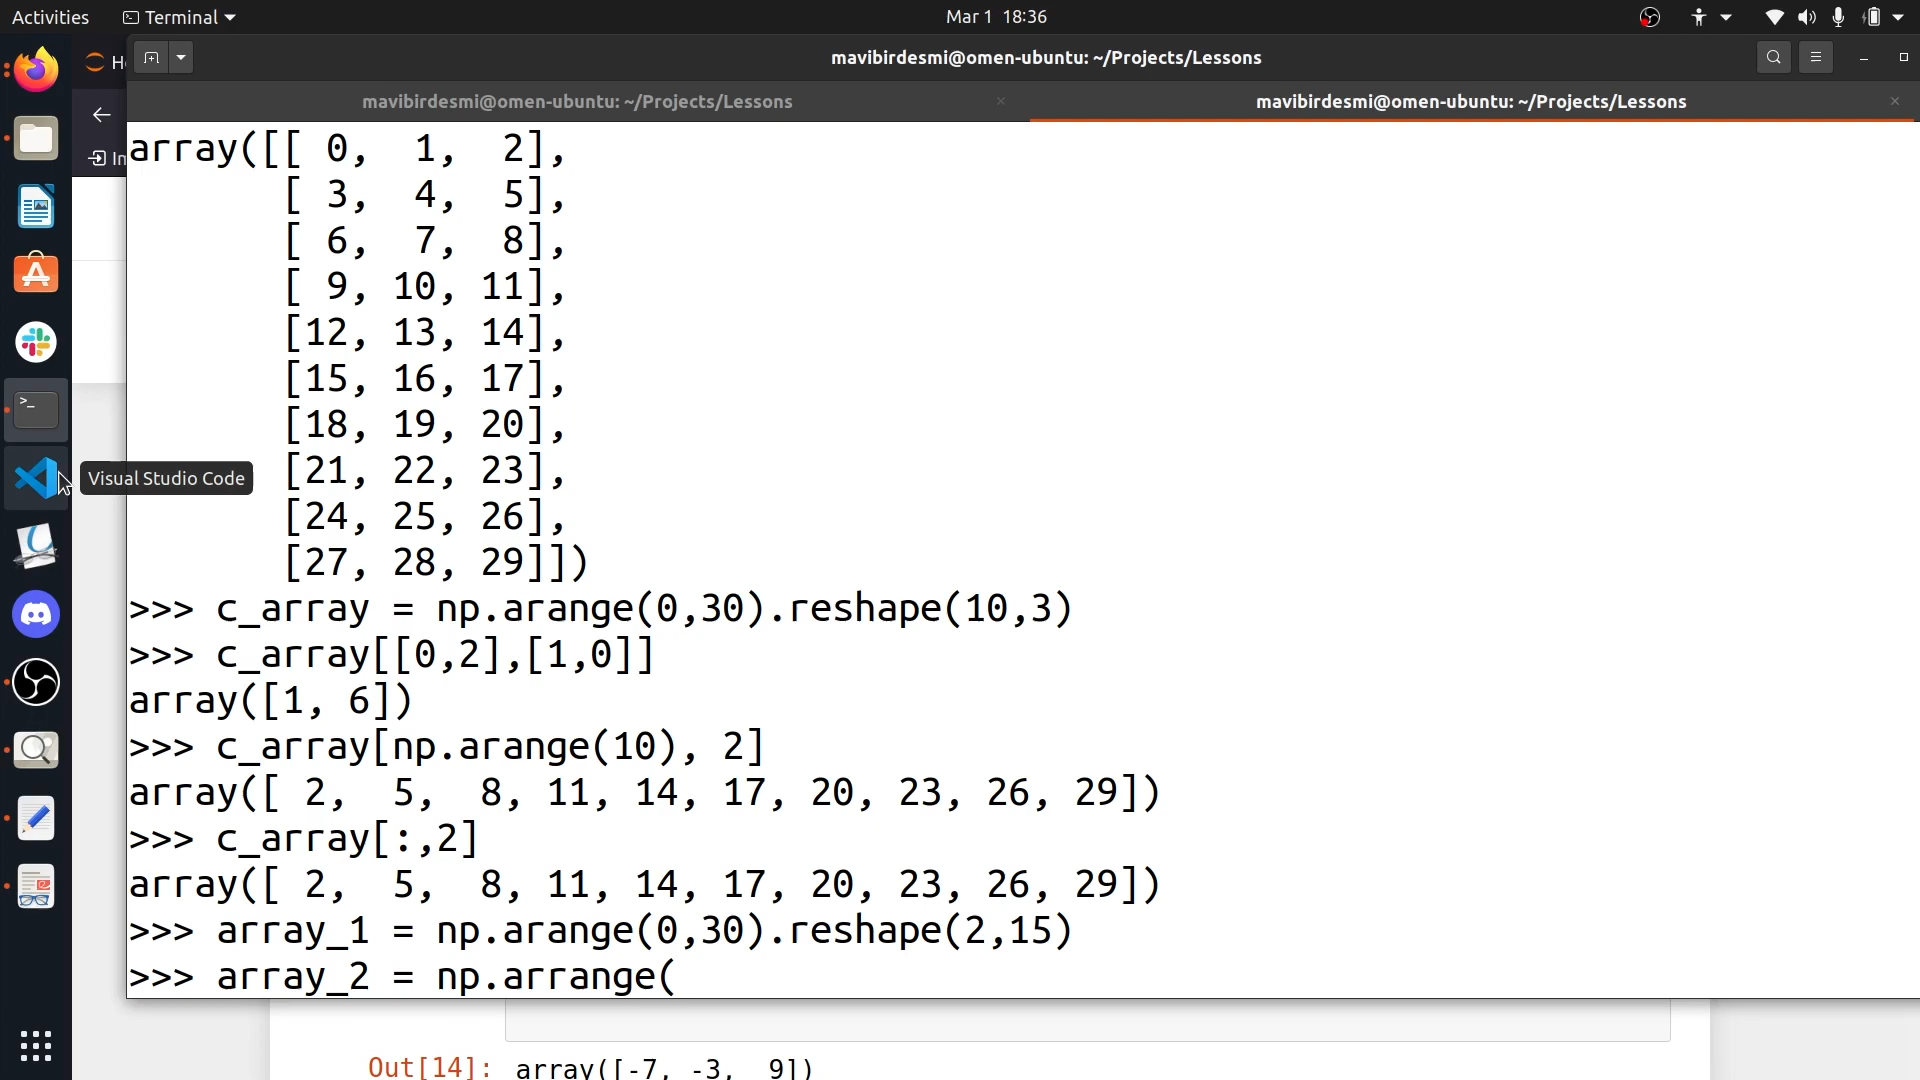 Activities
Terminal
Mar 1 18:36
mavibirdesmi@omen-ubuntu: ~/Projects/Lessons
mavibirdesmi@omen-ubuntu: ~/Projects/Lessons
mavibirdesmi@omen-ubuntu: ~/Projects/Lessons
array([[ 0,  1,  2],
[ 3,  4,  5],
[ 6,  7,  8],
[ 9, 10, 11],
[12, 13, 14],
[15, 16, 17],
[18, 19, 20],
[21, 22, 23],
[24, 25, 26],
[27, 28, 29]])
>>> c_array = np.arange(0,30).reshape(10,3)
>>> c_array[[0,2],[1,0]]
array([1, 6])
>>> c_array[np.arange(10), 2]
array([ 2,  5,  8, 11, 14, 17, 20, 23, 26, 29])
>>> c_array[:,2]
array([ 2,  5,  8, 11, 14, 17, 20, 23, 26, 29])
>>> array_1 = np.arange(0,30).reshape(2,15)
>>> array_2 = np.arrange(
Visual Studio Code
Out[14]: array([-7, -3,  9])